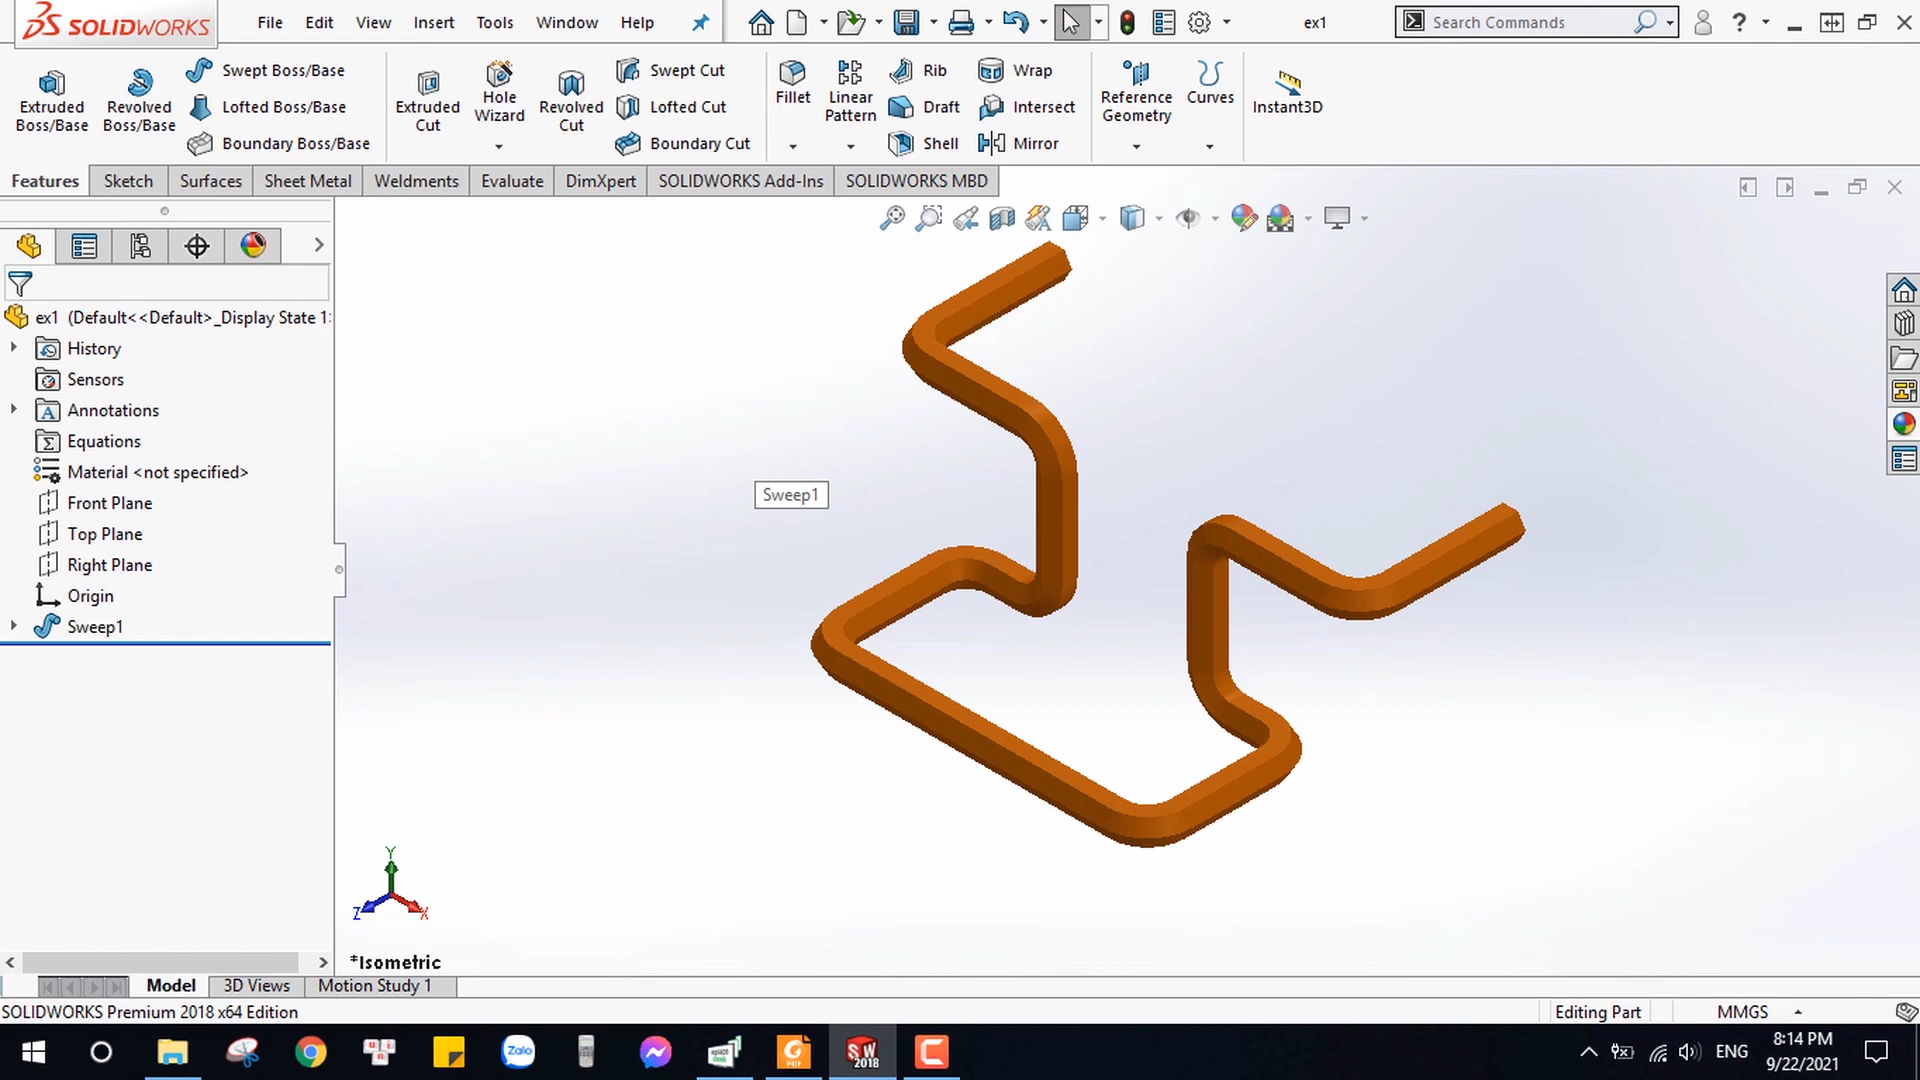 SOLIDWORKS
File Edit View Insert Tools Window Help
ex1
Search Commands
Extruded Boss/Base
Revolved Boss/Base
Swept Boss/Base
Lofted Boss/Base
Boundary Boss/Base
Extruded Cut
Hole Wizard
Revolved Cut
Swept Cut
Lofted Cut
Boundary Cut
Fillet
Linear Pattern
Rib
Draft
Shell
Wrap
Intersect
Mirror
Reference Geometry
Curves
Instant3D
Features Sketch Surfaces Sheet Metal Weldments Evaluate DimXpert SOLIDWORKS Add-Ins SOLIDWORKS MBD
ex1 (Default<<Default>_Display State 1
History
Sensors
Annotations
Equations
Material <not specified>
Front Plane
Top Plane
Right Plane
Origin
Sweep1
Sweep1
Y
Z
X
*Isometric
Model 3D Views Motion Study 1
SOLIDWORKS Premium 2018 x64 Edition
Editing Part
MMGS
Zalo
PDF
SW 2018
ENG
8:14 PM
9/22/2021